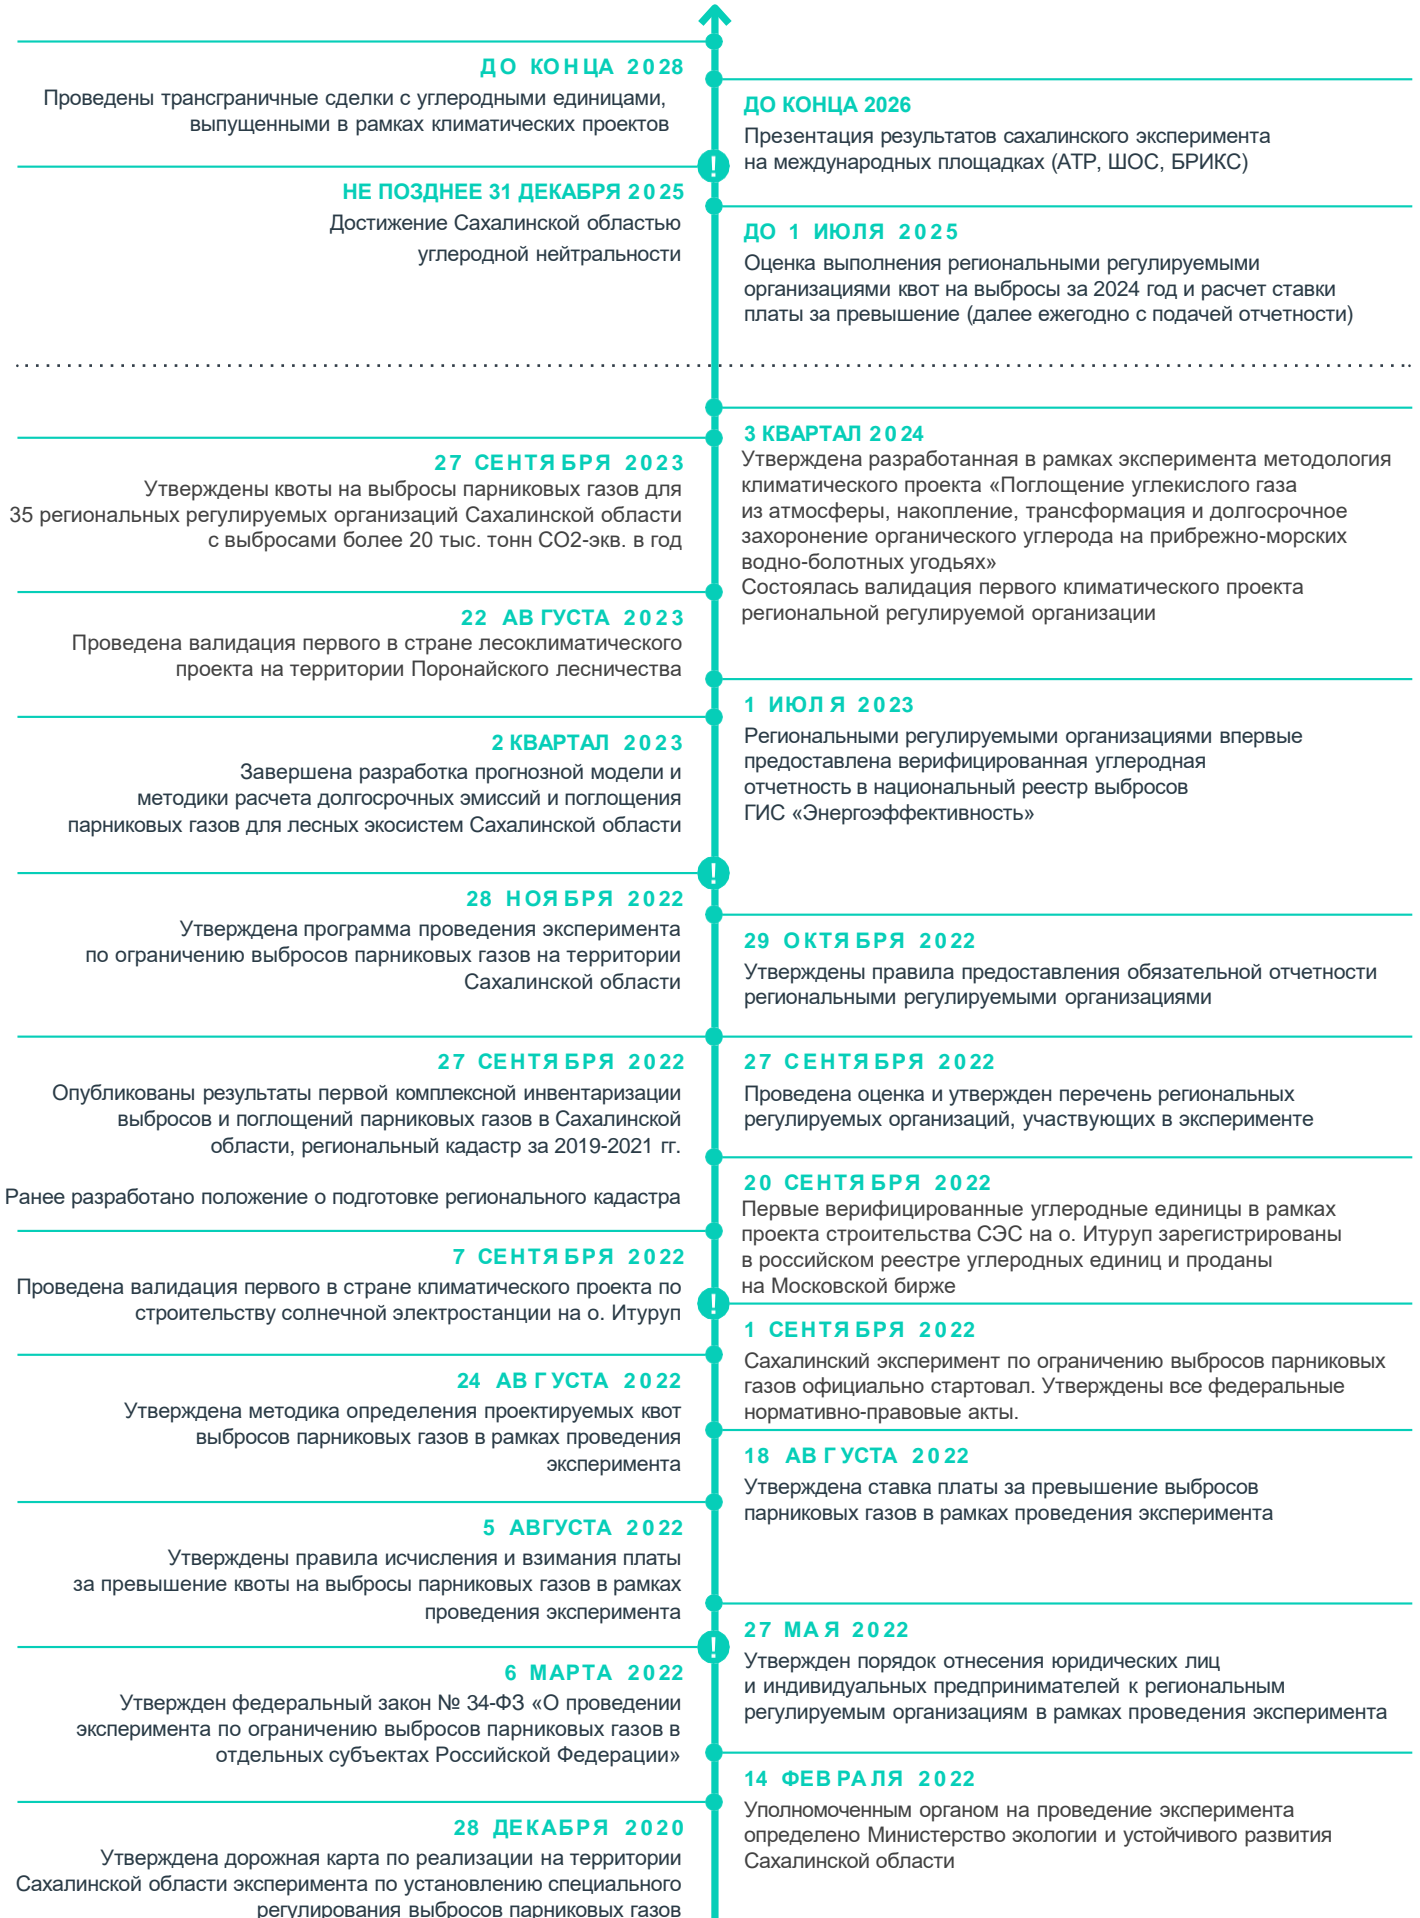 ДО КОНЦА 2028
Проведены трансграничные сделки с углеродными единицами,
выпущенными в рамках климатических проектов
ДО КОНЦА 2026
Презентация результатов сахалинского эксперимента
на международных площадках (АТР, ШОС, БРИКС)
!
НЕ ПОЗДНЕЕ 31 ДЕКАБРЯ 2025
Достижение Сахалинской областью
углеродной нейтральности
ДО 1 ИЮЛЯ 2025
Оценка выполнения региональными регулируемыми
организациями квот на выбросы за 2024 год и расчет ставки
платы за превышение (далее ежегодно с подачей отчетности)
3 КВАРТАЛ 2024
Утверждена разработанная в рамках эксперимента методология
климатического проекта «Поглощение углекислого газа
из атмосферы, накопление, трансформация и долгосрочное
захоронение органического углерода на прибрежно-морских
водно-болотных угодьях»
Состоялась валидация первого климатического проекта
региональной регулируемой организации
27 СЕНТЯБРЯ 2023
Утверждены квоты на выбросы парниковых газов для
35 региональных регулируемых организаций Сахалинской области
с выбросами более 20 тыс. тонн СО2-экв. в год
22 АВГУСТА 2023
Проведена валидация первого в стране лесоклиматического
проекта на территории Поронайского лесничества
1 ИЮЛЯ 2023
Региональными регулируемыми организациями впервые
предоставлена верифицированная углеродная
отчетность в национальный реестр выбросов
ГИС «Энергоэффективность»
2 КВАРТАЛ 2023
Завершена разработка прогнозной модели и
методики расчета долгосрочных эмиссий и поглощения
парниковых газов для лесных экосистем Сахалинской области
!
28 НОЯБРЯ 2022
Утверждена программа проведения эксперимента
по ограничению выбросов парниковых газов на территории
Сахалинской области
29 ОКТЯБРЯ 2022
Утверждены правила предоставления обязательной отчетности
региональными регулируемыми организациями
27 СЕНТЯБРЯ 2022
Опубликованы результаты первой комплексной инвентаризации
выбросов и поглощений парниковых газов в Сахалинской
области, региональный кадастр за 2019-2021 гг.
Ранее разработано положение о подготовке регионального кадастра
27 СЕНТЯБРЯ 2022
Проведена оценка и утвержден перечень региональных
регулируемых организаций, участвующих в эксперименте
20 СЕНТЯБРЯ 2022
Первые верифицированные углеродные единицы в рамках
проекта строительства СЭС на о. Итуруп зарегистрированы
в российском реестре углеродных единиц и проданы
на Московской бирже
7 СЕНТЯБРЯ 2022
Проведена валидация первого в стране климатического проекта по
строительству солнечной электростанции на о. Итуруп
!
1 СЕНТЯБРЯ 2022
Сахалинский эксперимент по ограничению выбросов парниковых
газов официально стартовал. Утверждены все федеральные
нормативно-правовые акты.
24 АВГУСТА 2022
Утверждена методика определения проектируемых квот
выбросов парниковых газов в рамках проведения
эксперимента
18 АВГУСТА 2022
Утверждена ставка платы за превышение выбросов
парниковых газов в рамках проведения эксперимента
5 АВГУСТА 2022
Утверждены правила исчисления и взимания платы
за превышение квоты на выбросы парниковых газов в рамках
проведения эксперимента
27 МАЯ 2022
Утвержден порядок отнесения юридических лиц
и индивидуальных предпринимателей к региональным
регулируемым организациям в рамках проведения эксперимента
!
6 МАРТА 2022
Утвержден федеральный закон № 34-ФЗ «О проведении
эксперимента по ограничению выбросов парниковых газов в
отдельных субъектах Российской Федерации»
14 ФЕВРАЛЯ 2022
Уполномоченным органом на проведение эксперимента
определено Министерство экологии и устойчивого развития
Сахалинской области
28 ДЕКАБРЯ 2020
Утверждена дорожная карта по реализации на территории
Сахалинской области эксперимента по установлению специального
регулирования выбросов парниковых газов